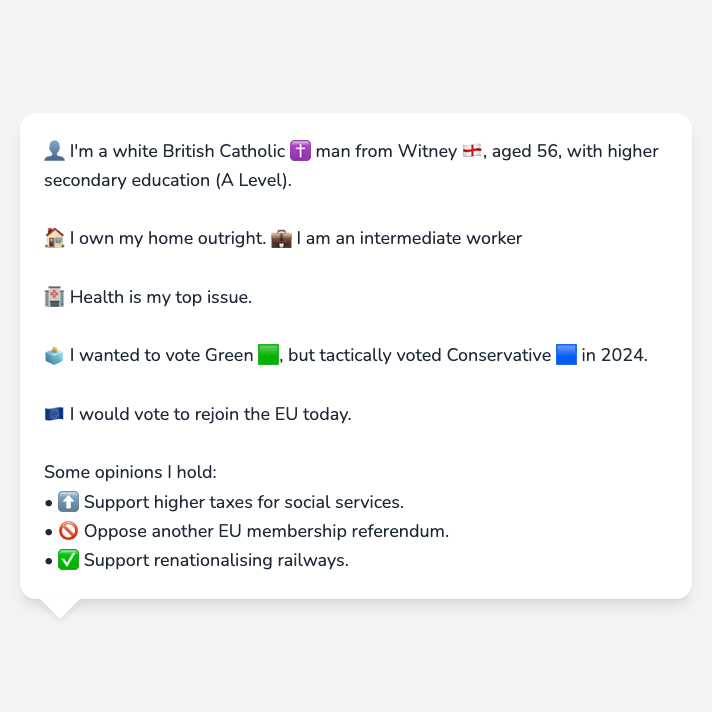 👤 I'm a white British Catholic ✝️ man from Witney 🏴󠁧󠁢󠁥󠁮󠁧󠁿, aged 56, with higher
secondary education (A Level).
🏠 I own my home outright. 💼 I am an intermediate worker
🏥 Health is my top issue.
🗳️ I wanted to vote Green 🟩, but tactically voted Conservative 🟦 in 2024.
🇪🇺 I would vote to rejoin the EU today.
Some opinions I hold:
• ⬆️ Support higher taxes for social services.
• 🚫 Oppose another EU membership referendum.
• ✅ Support renationalising railways.